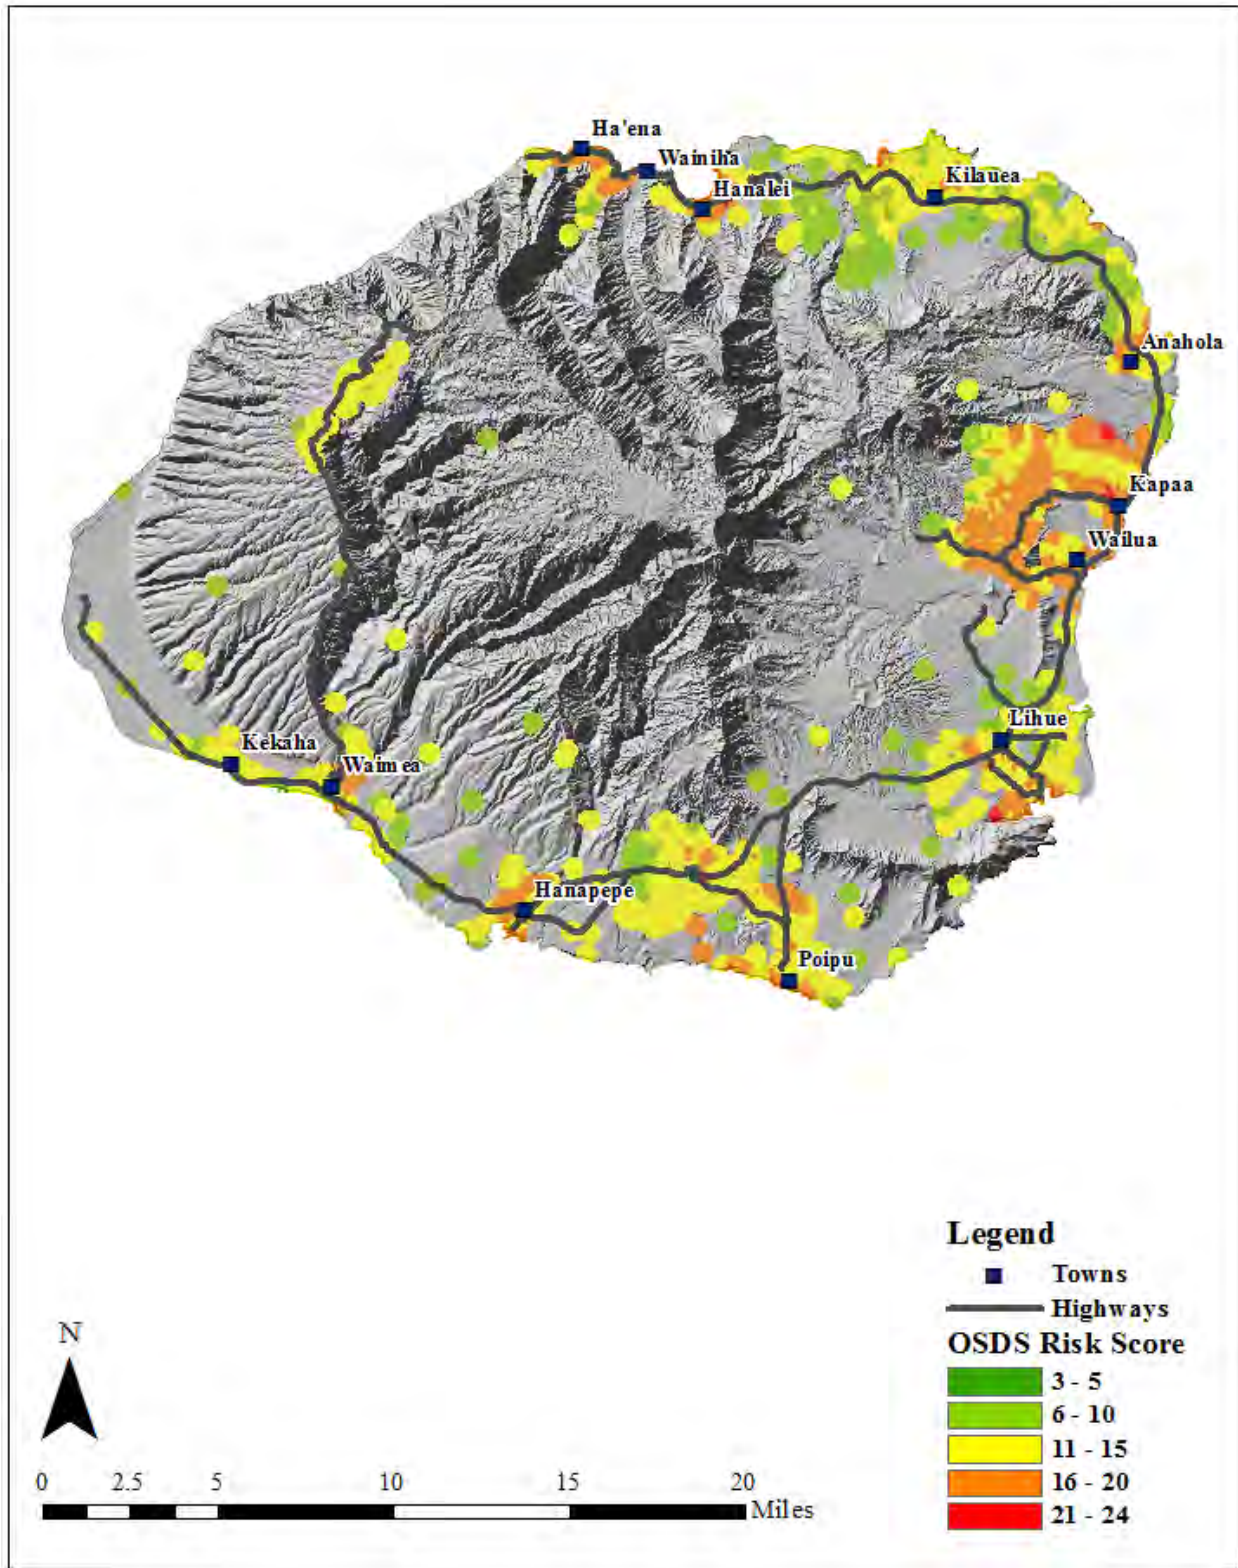 Ha'ena
Wainiha
Kilauea
Hanalei
Anahola
Kapaa
Wailua
Lihue
Kekaha
Waimea
Hanapepe
Poipu
Legend
Towns
Highways
OSDS Risk Score
3 - 5
6 - 10
11 - 15
16 - 20
21 - 24
N
0 2.5 5 10 15 20
Miles